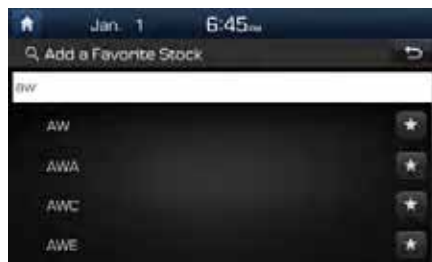 Jan. 1 6:45
Add a Favorite Stock
aw
AW
AWA
AWC
AWE